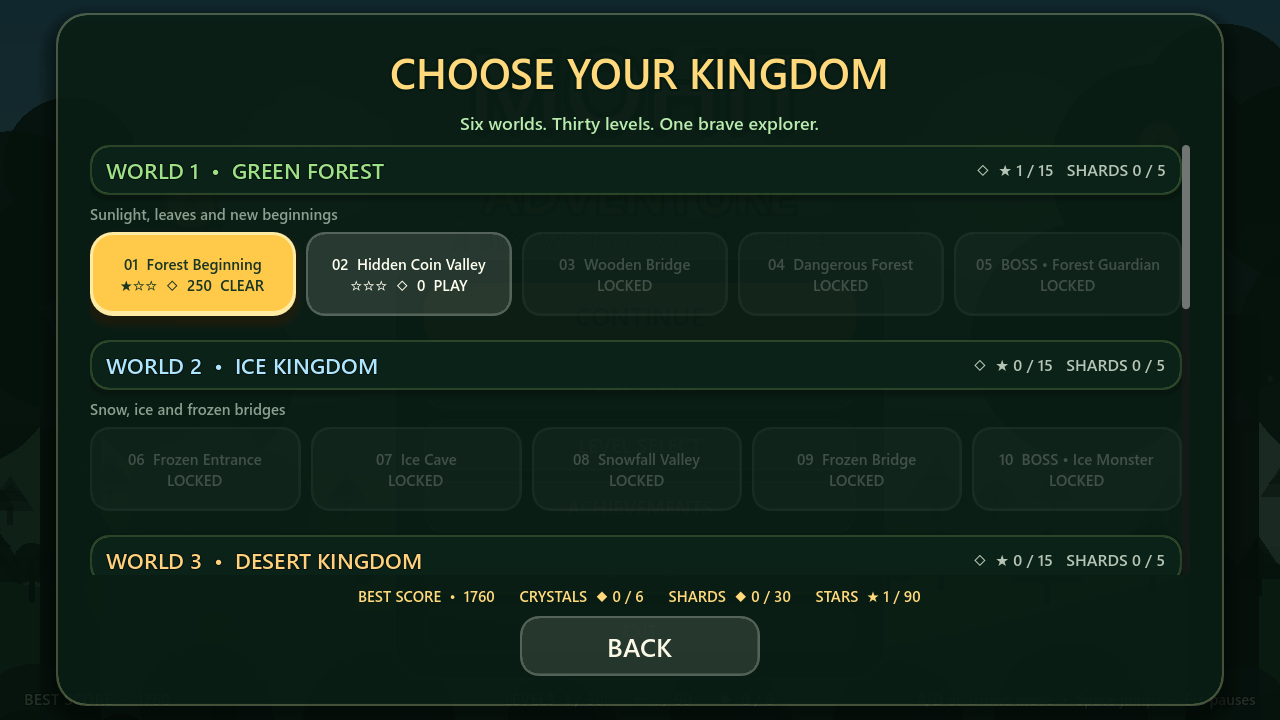 CHOOSE YOUR KINGDOM
Six worlds. Thirty levels. One brave explorer.
WORLD 1 • GREEN FOREST
◇ ★ 1 / 15 SHARDS 0 / 5
Sunlight, leaves and new beginnings
01 Forest Beginning
★☆☆ ◇ 250 CLEAR
02 Hidden Coin Valley
☆☆☆ ◇ 0 PLAY
03 Wooden Bridge
LOCKED
04 Dangerous Forest
LOCKED
05 BOSS • Forest Guardian
LOCKED
CONTINUE
WORLD 2 • ICE KINGDOM
◇ ★ 0 / 15 SHARDS 0 / 5
Snow, ice and frozen bridges
06 Frozen Entrance
LOCKED
07 Ice Cave
LOCKED
08 Snowfall Valley
LOCKED
09 Frozen Bridge
LOCKED
10 BOSS • Ice Monster
LOCKED
WORLD 3 • DESERT KINGDOM
◇ ★ 0 / 15 SHARDS 0 / 5
BEST SCORE • 1760 CRYSTALS ◆ 0 / 6 SHARDS ◆ 0 / 30 STARS ★ 1 / 90
BACK
BEST
pauses